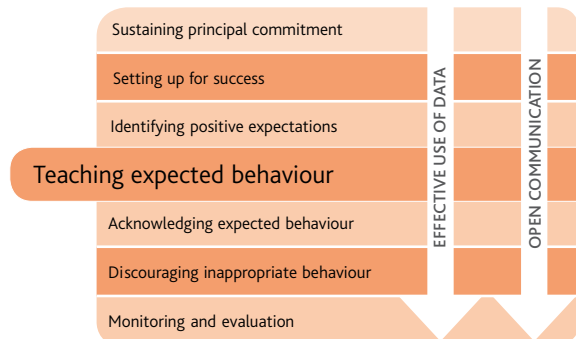 Sustaining principal commitment
Setting up for success
Identifying positive expectations
Teaching expected behaviour
Acknowledging expected behaviour
Discouraging inappropriate behaviour
Monitoring and evaluation
EFFECTIVE USE OF DATA
OPEN COMMUNICATION